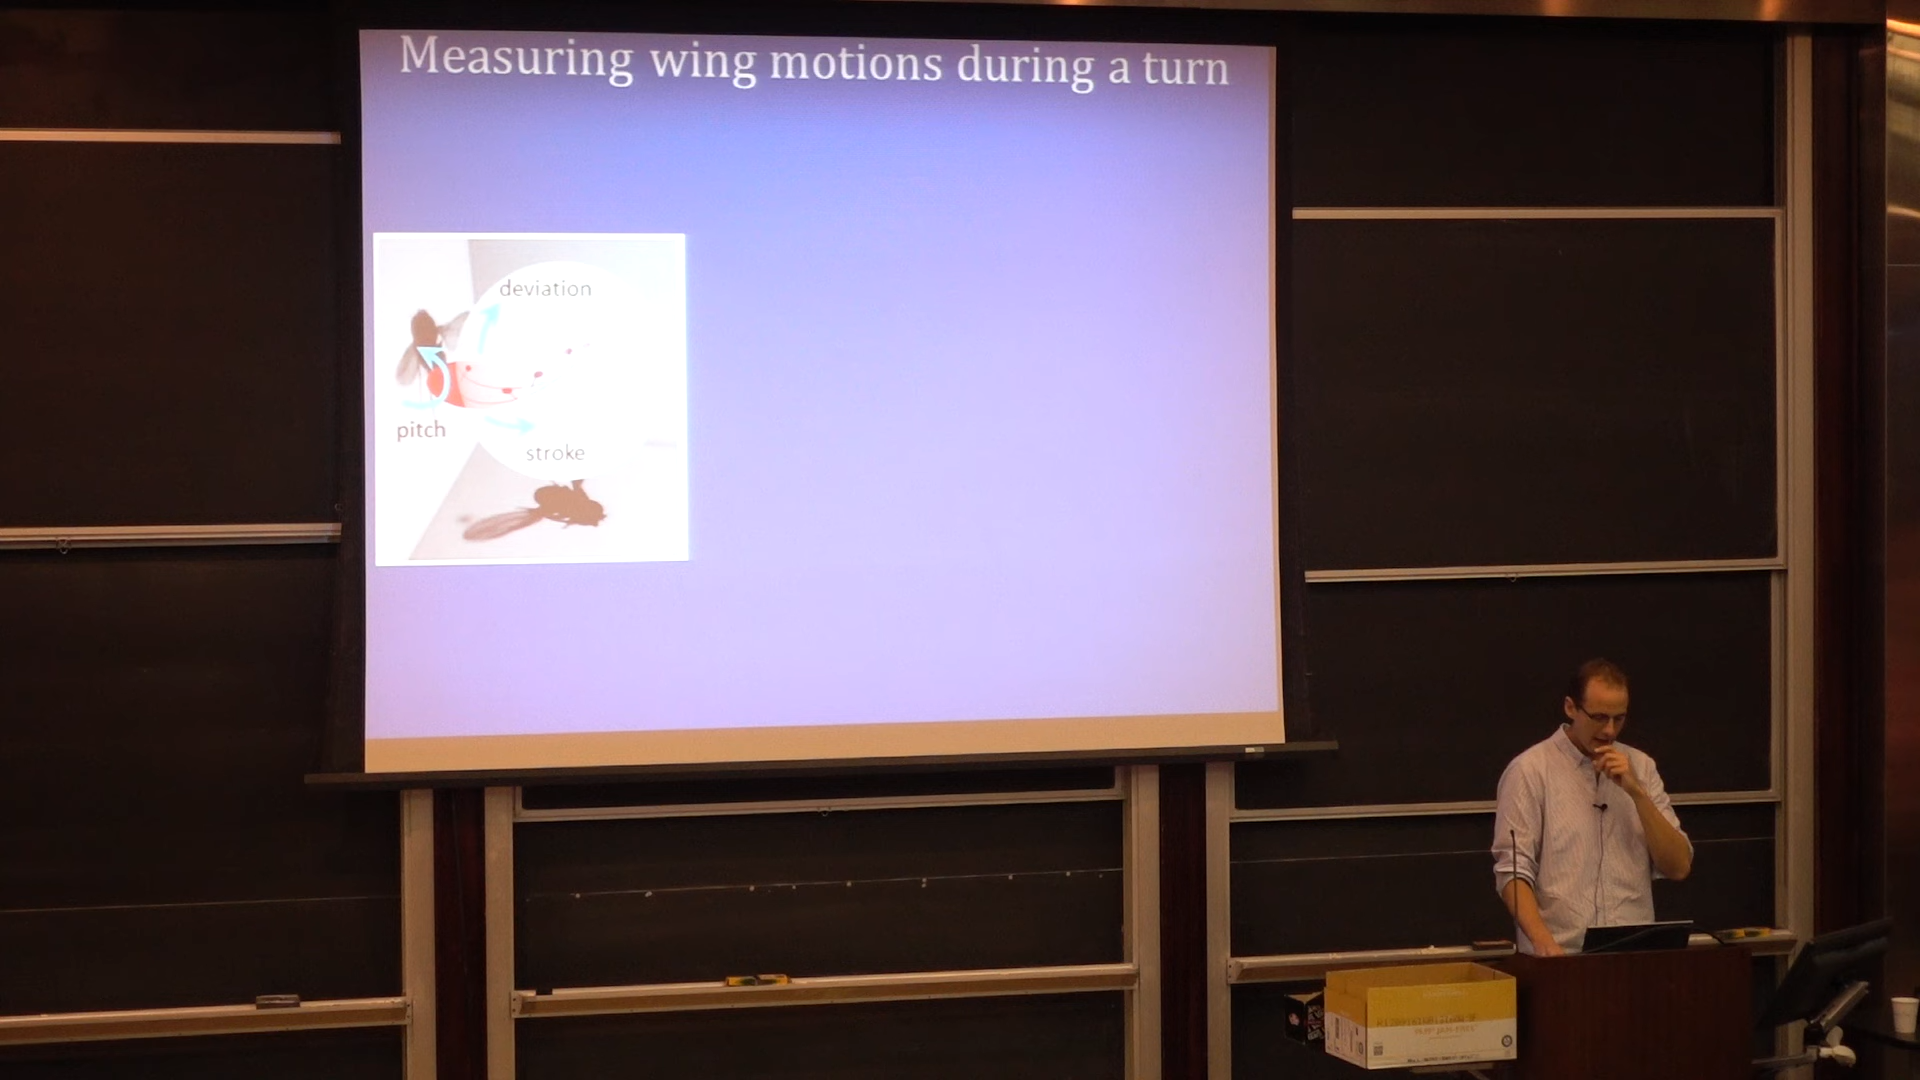 Measuring wing motions during a turn
deviation
pitch
stroke